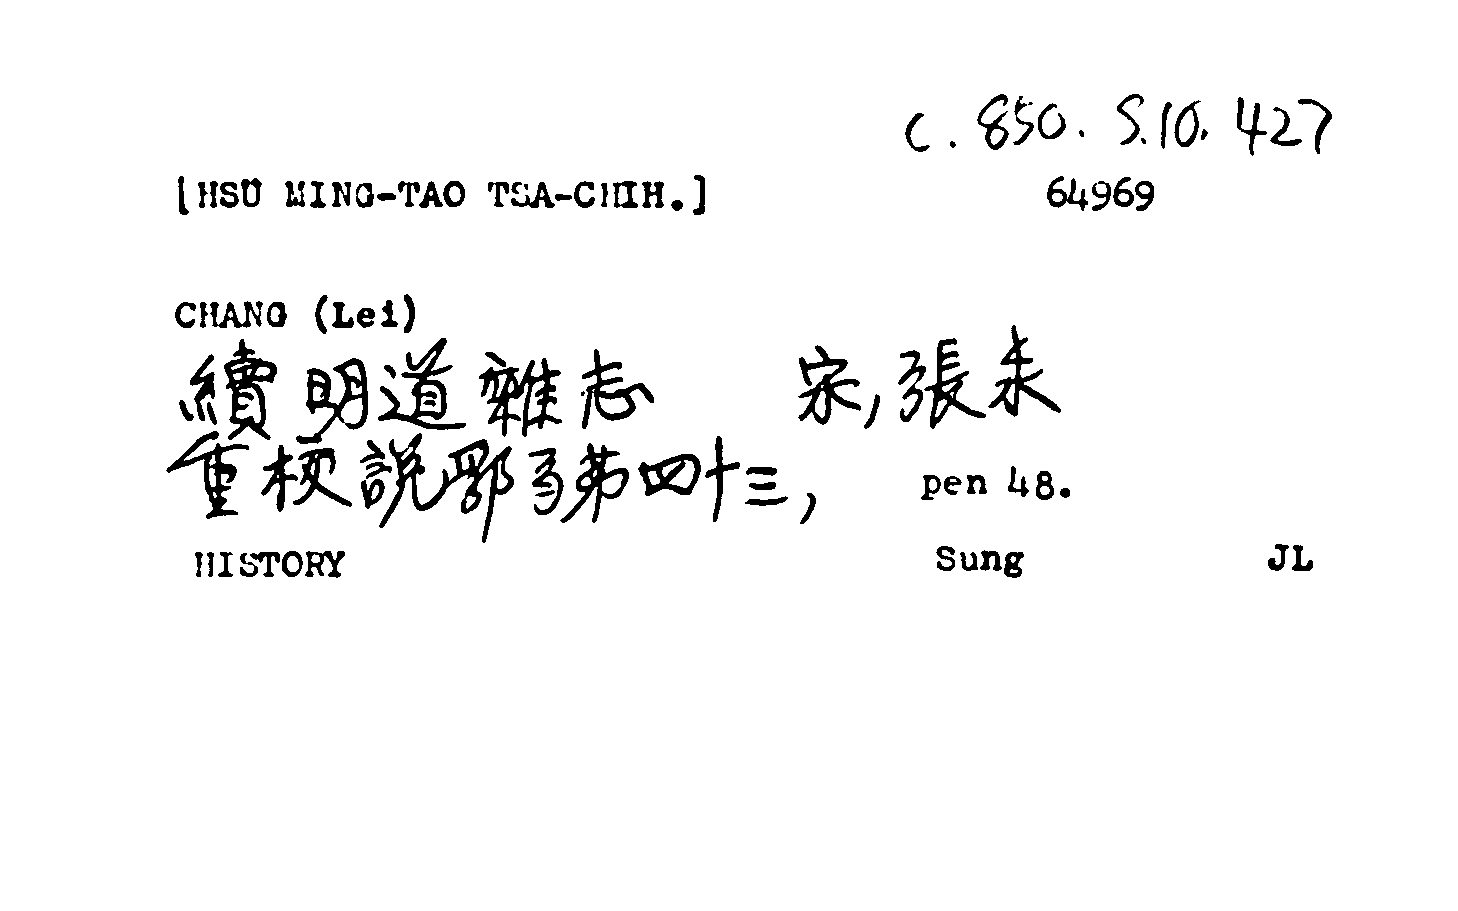 c. 850. S.10. 427
[HSÜ MING-TAO TSA-CHIH.] 64969
CHANG (Lei)
續明道雜志 宋,張耒
重校說郛弓第四十三, pen 48.
HISTORY Sung JL